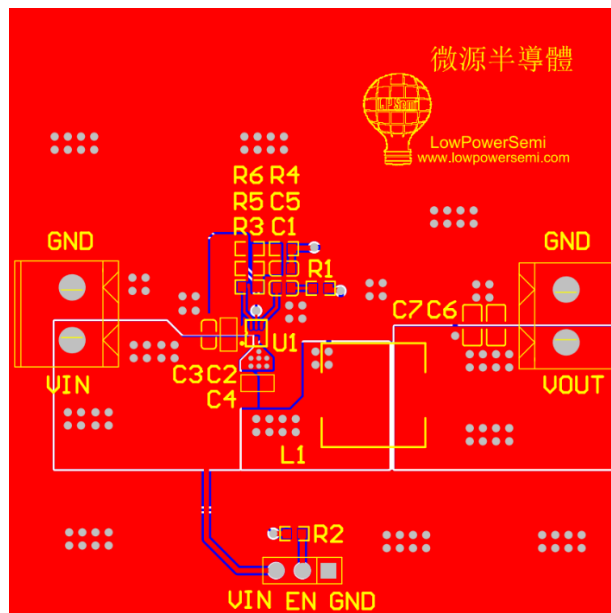 微源半導體
LPSemi
LowPowerSemi
www.lowpowersemi.com
R6 R4
R5 C5
R3 C1
GND
GND
R1
C7 C6
U1
VIN
C3 C2
VOUT
C4
L1
R2
VIN EN GND